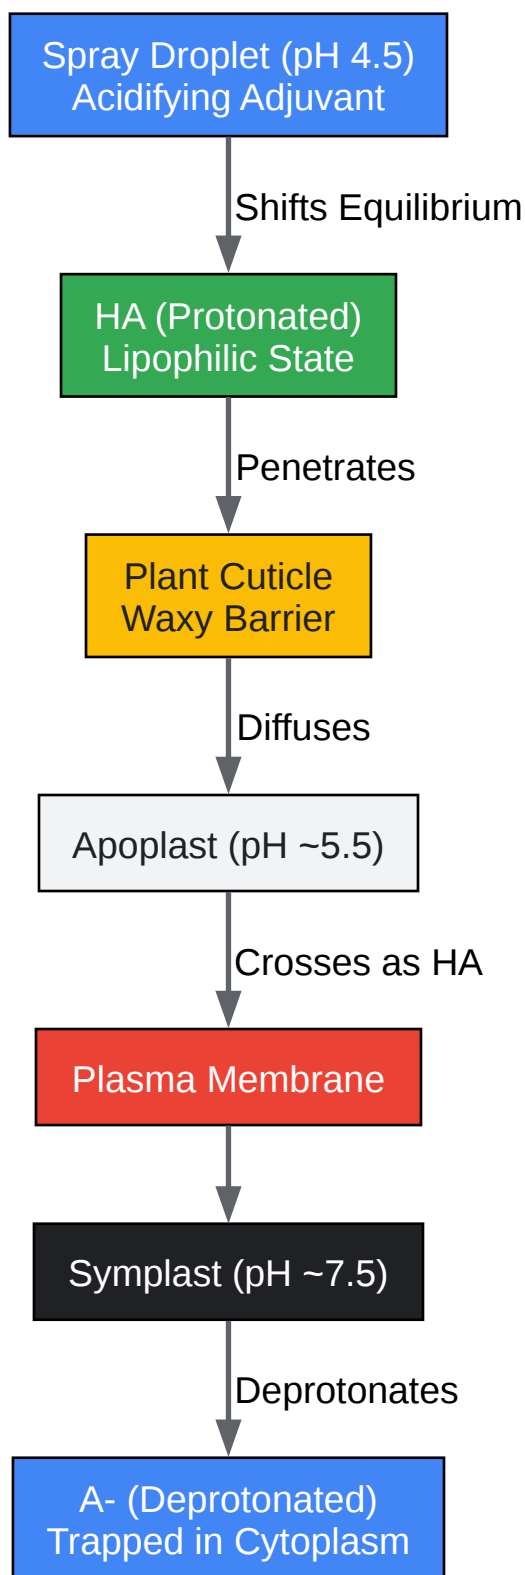 Spray Droplet (pH 4.5)
Acidifying Adjuvant
Shifts Equilibrium
HA (Protonated)
Lipophilic State
Penetrates
Plant Cuticle
Waxy Barrier
Diffuses
Apoplast (pH ~5.5)
Crosses as HA
Plasma Membrane
Symplast (pH ~7.5)
Deprotonates
A- (Deprotonated)
Trapped in Cytoplasm